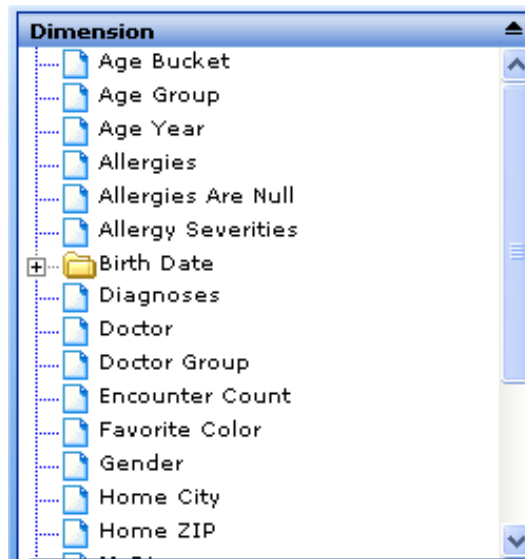 Dimension
Age Bucket
Age Group
Age Year
Allergies
Allergies Are Null
Allergy Severities
Birth Date
Diagnoses
Doctor
Doctor Group
Encounter Count
Favorite Color
Gender
Home City
Home ZIP